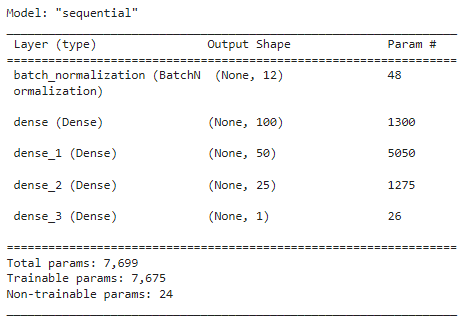 Model: "sequential"
Layer (type) Output Shape Param #
batch_normalization (BatchN (None, 12) 48
ormalization)
dense (Dense) (None, 100) 1300
dense_1 (Dense) (None, 50) 5050
dense_2 (Dense) (None, 25) 1275
dense_3 (Dense) (None, 1) 26
Total params: 7,699
Trainable params: 7,675
Non-trainable params: 24